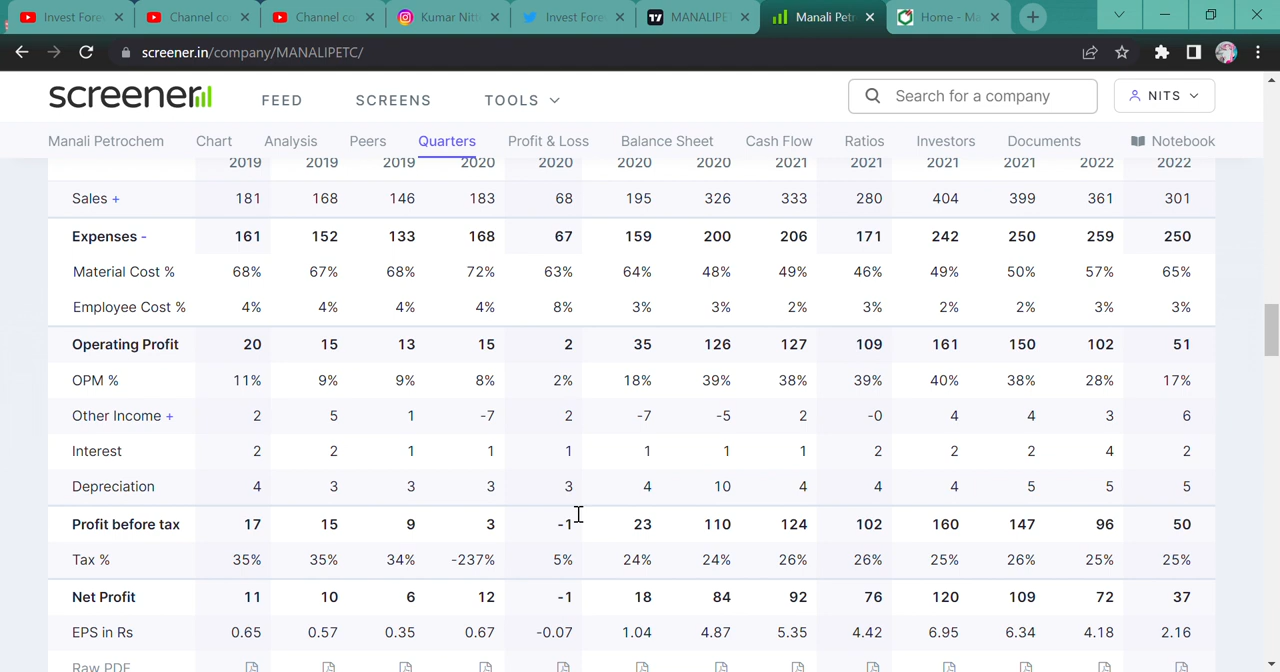 Invest Fore
Channel co
Channel co
Kumar Nitt
Invest Fore
MANALIPET
Manali Petr
Home - Ma
screener.in/company/MANALIPETC/
screener
FEED
SCREENS
TOOLS
Search for a company
NITS
Manali Petrochem Chart Analysis Peers Quarters Profit & Loss Balance Sheet Cash Flow Ratios Investors Documents Notebook
2019 2019 2019 2020 2020 2020 2020 2021 2021 2021 2021 2022 2022
Sales + 181 168 146 183 68 195 326 333 280 404 399 361 301
Expenses - 161 152 133 168 67 159 200 206 171 242 250 259 250
Material Cost % 68% 67% 68% 72% 63% 64% 48% 49% 46% 49% 50% 57% 65%
Employee Cost % 4% 4% 4% 4% 8% 3% 3% 2% 3% 2% 2% 3% 3%
Operating Profit 20 15 13 15 2 35 126 127 109 161 150 102 51
OPM % 11% 9% 9% 8% 2% 18% 39% 38% 39% 40% 38% 28% 17%
Other Income + 2 5 1 -7 2 -7 -5 2 -0 4 4 3 6
Interest 2 2 1 1 1 1 1 1 2 2 2 4 2
Depreciation 4 3 3 3 3 4 10 4 4 4 5 5 5
Profit before tax 17 15 9 3 -1 23 110 124 102 160 147 96 50
Tax % 35% 35% 34% -237% 5% 24% 24% 26% 26% 25% 26% 25% 25%
Net Profit 11 10 6 12 -1 18 84 92 76 120 109 72 37
EPS in Rs 0.65 0.57 0.35 0.67 -0.07 1.04 4.87 5.35 4.42 6.95 6.34 4.18 2.16
Raw PDF